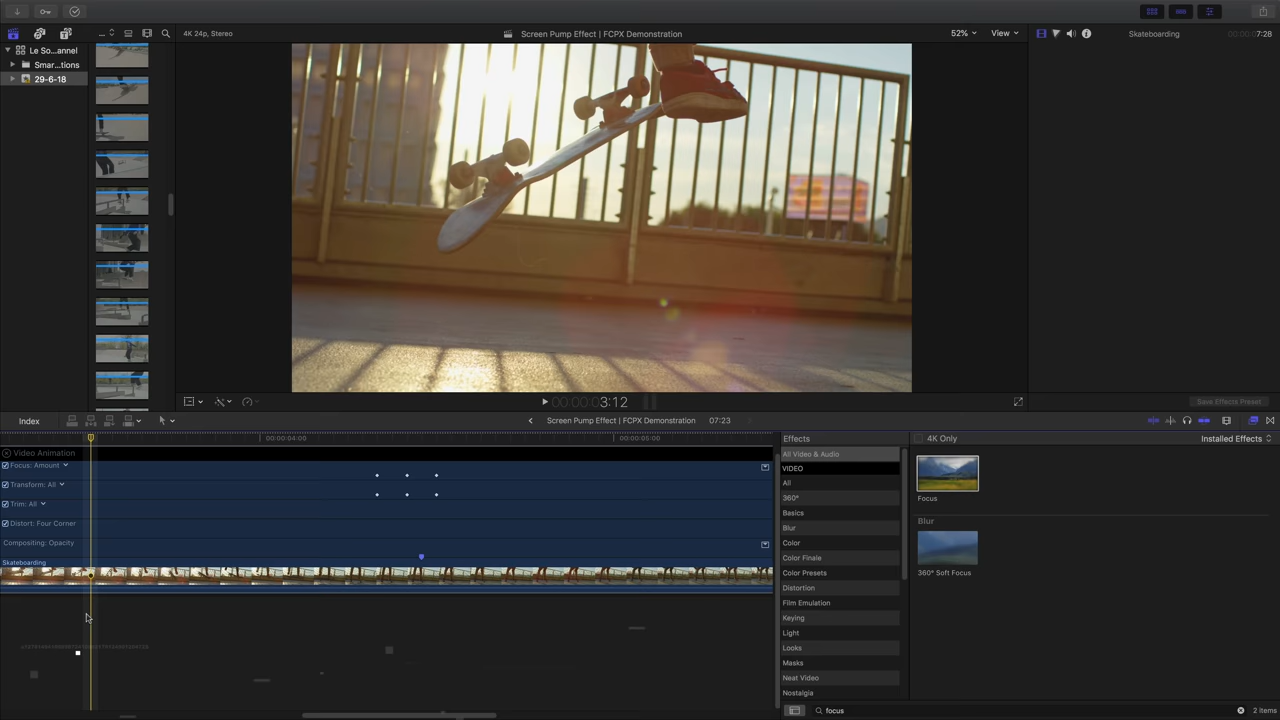 4K 24p, Stereo
Screen Pump Effect | FCPX Demonstration
52%
View
Skateboarding
7:28
Le So...annel
Smar...tions
29-6-18
3:12
Save Effects Preset
Index
Screen Pump Effect | FCPX Demonstration
07:23
00:00:04:00
00:00:05:00
Video Animation
Focus: Amount
Transform: All
Trim: All
Distort: Four Corner
Compositing: Opacity
Skateboarding
Effects
4K Only
Installed Effects
All Video & Audio
VIDEO
All
360°
Basics
Blur
Color
Color Finale
Color Presets
Distortion
Film Emulation
Keying
Light
Looks
Masks
Neat Video
Nostalgia
Focus
Blur
360° Soft Focus
focus
2 items